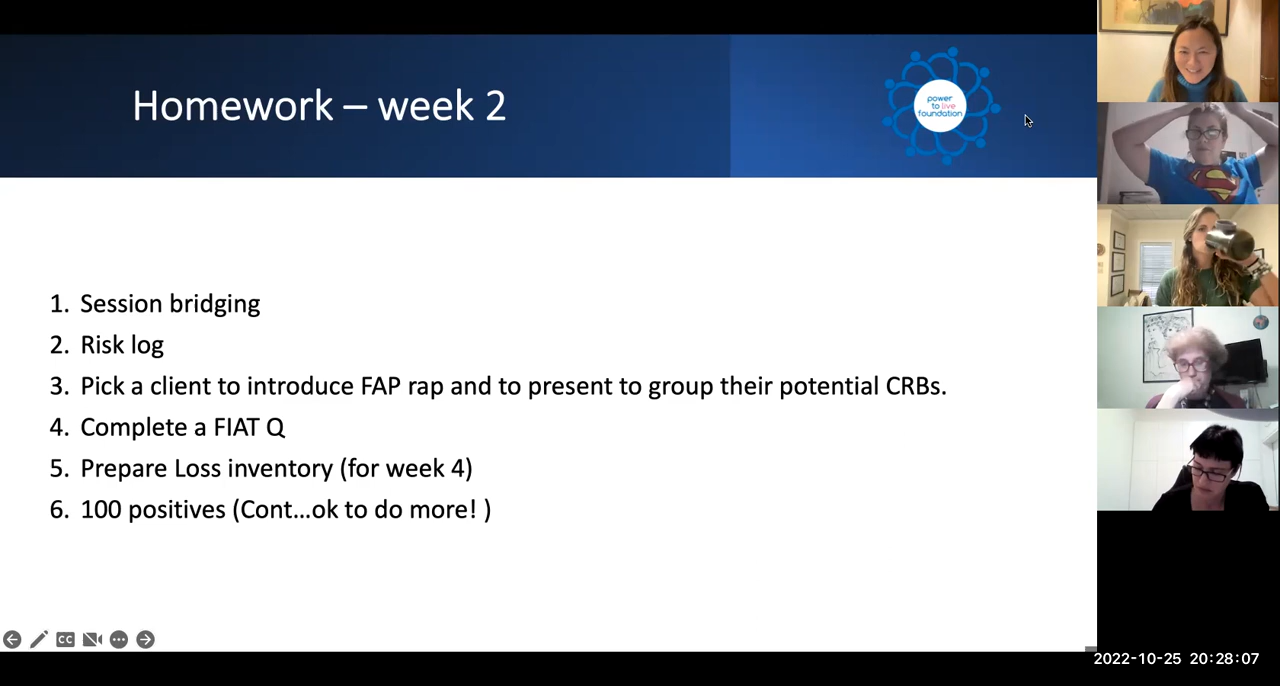 Homework – week 2
power
to live
foundation
1. Session bridging
2. Risk log
3. Pick a client to introduce FAP rap and to present to group their potential CRBs.
4. Complete a FIAT Q
5. Prepare Loss inventory (for week 4)
6. 100 positives (Cont...ok to do more! )
CC
2022-10-25 20:28:07